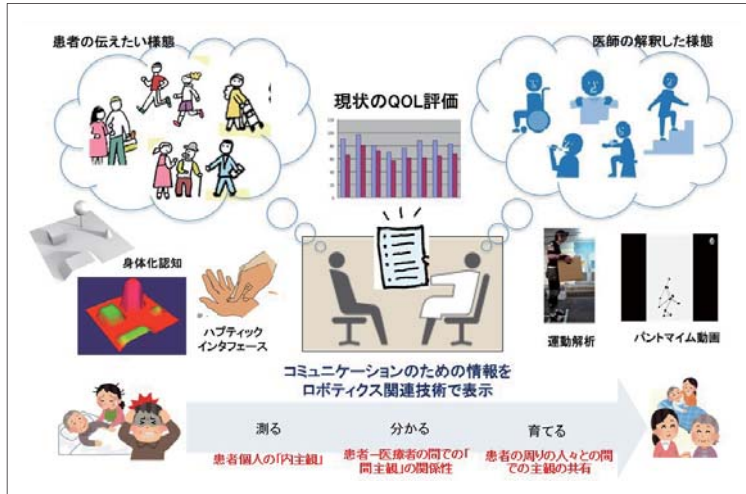 患者の伝えたい様態
医師の解釈した様態
現状のQOL評価
身体化認知
ハプティック
インタフェース
運動解析
パントマイム動画
コミュニケーションのための情報を
ロボティクス関連技術で表示
測る
分かる
育てる
患者個人の「内主観」
患者ー医療者の間での「
間主観」の関係性
患者の周りの人々との間
での主観の共有